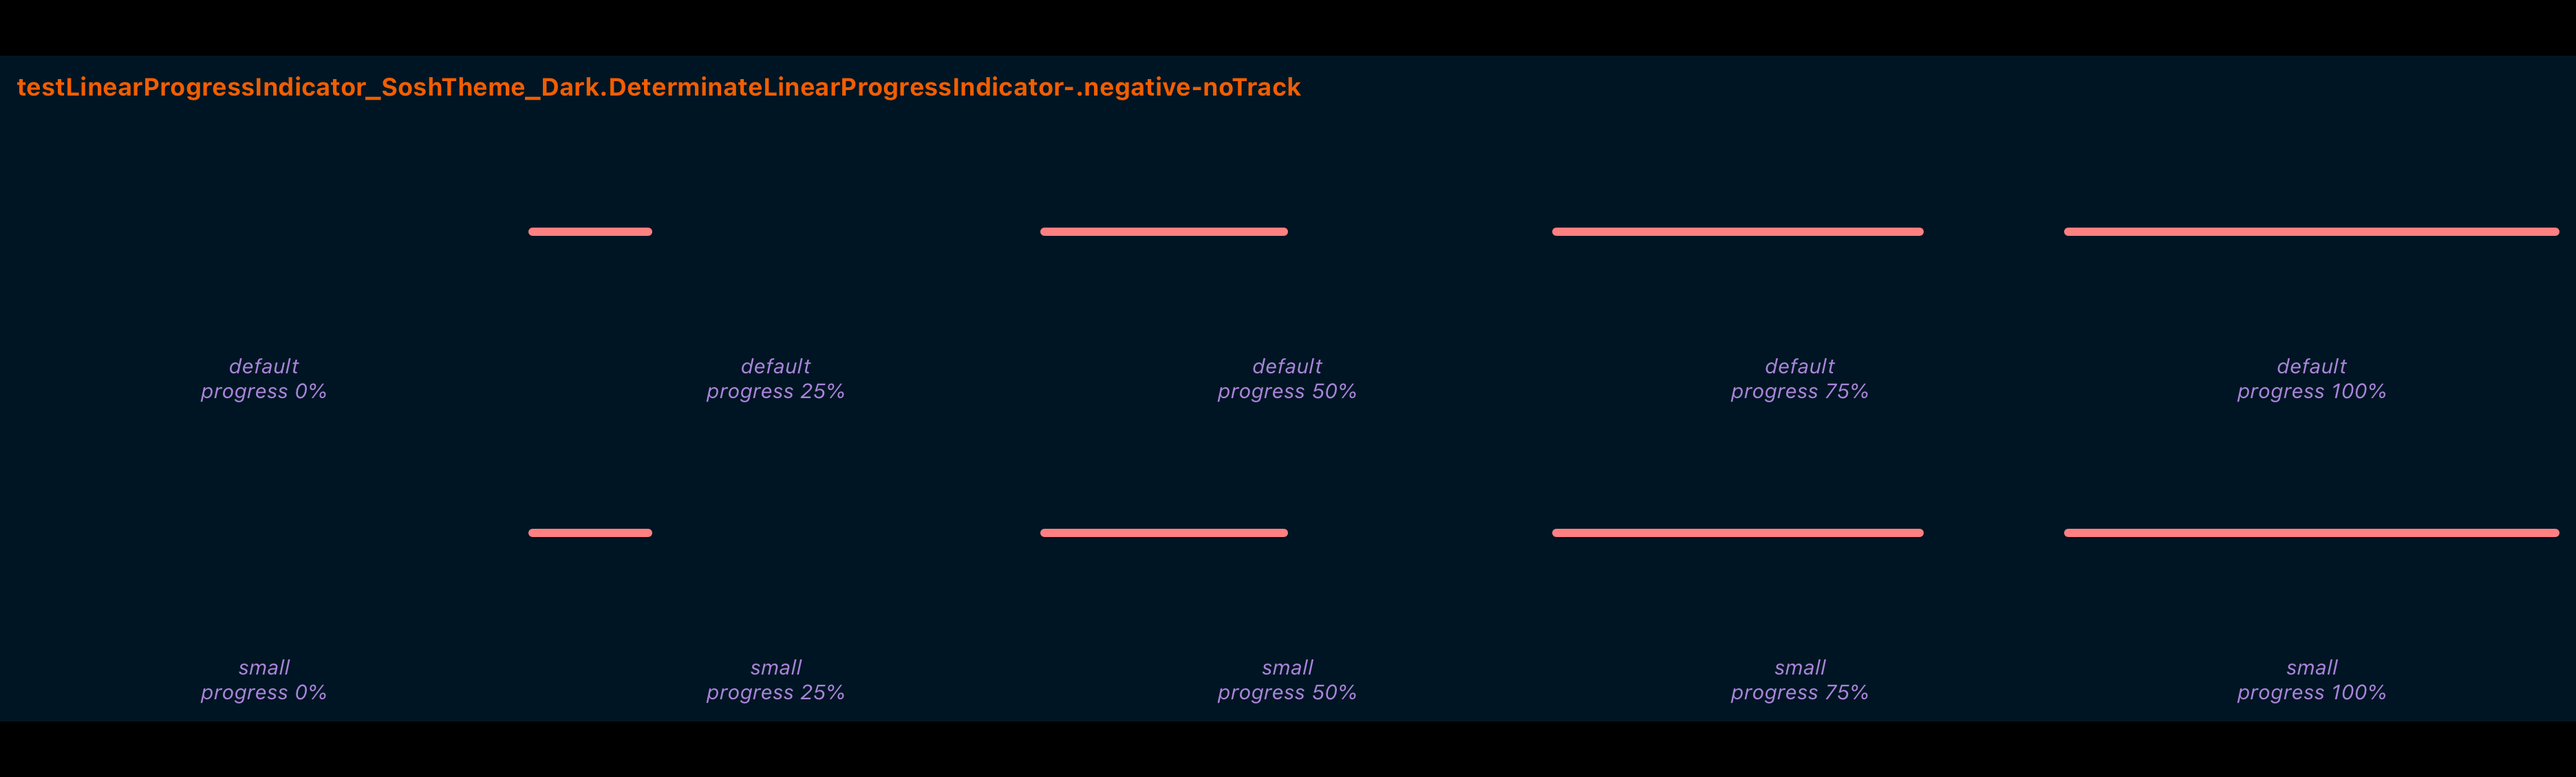 testLinearProgressIndicator_SoshTheme_Dark.DeterminateLinearProgressIndicator-.negative-noTrack
default
progress 0%
default
progress 25%
default
progress 50%
default
progress 75%
default
progress 100%
small
progress 0%
small
progress 25%
small
progress 50%
small
progress 75%
small
progress 100%